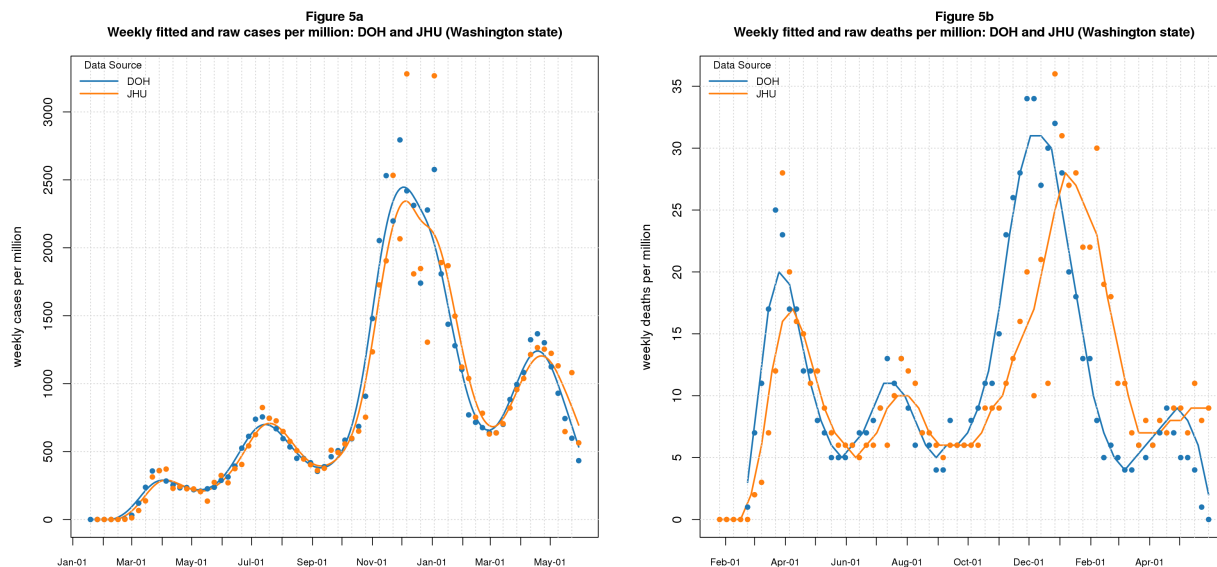 Figure 5a
Weekly fitted and raw cases per million: DOH and JHU (Washington state)
Data Source
DOH
JHU
weekly cases per million
3000
2500
2000
1500
1000
500
0
Jan-01 Mar-01 May-01 Jul-01 Sep-01 Nov-01 Jan-01 Mar-01 May-01
Figure 5b
Weekly fitted and raw deaths per million: DOH and JHU (Washington state)
Data Source
DOH
JHU
weekly deaths per million
35
30
25
20
15
10
5
0
Feb-01 Apr-01 Jun-01 Aug-01 Oct-01 Dec-01 Feb-01 Apr-01